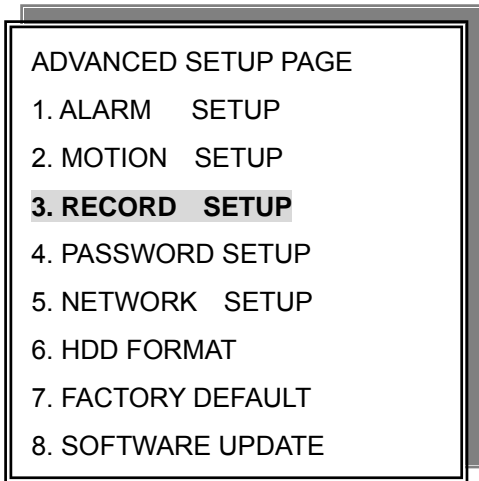 ADVANCED SETUP PAGE
1. ALARM SETUP
2. MOTION SETUP
3. RECORD SETUP
4. PASSWORD SETUP
5. NETWORK SETUP
6. HDD FORMAT
7. FACTORY DEFAULT
8. SOFTWARE UPDATE